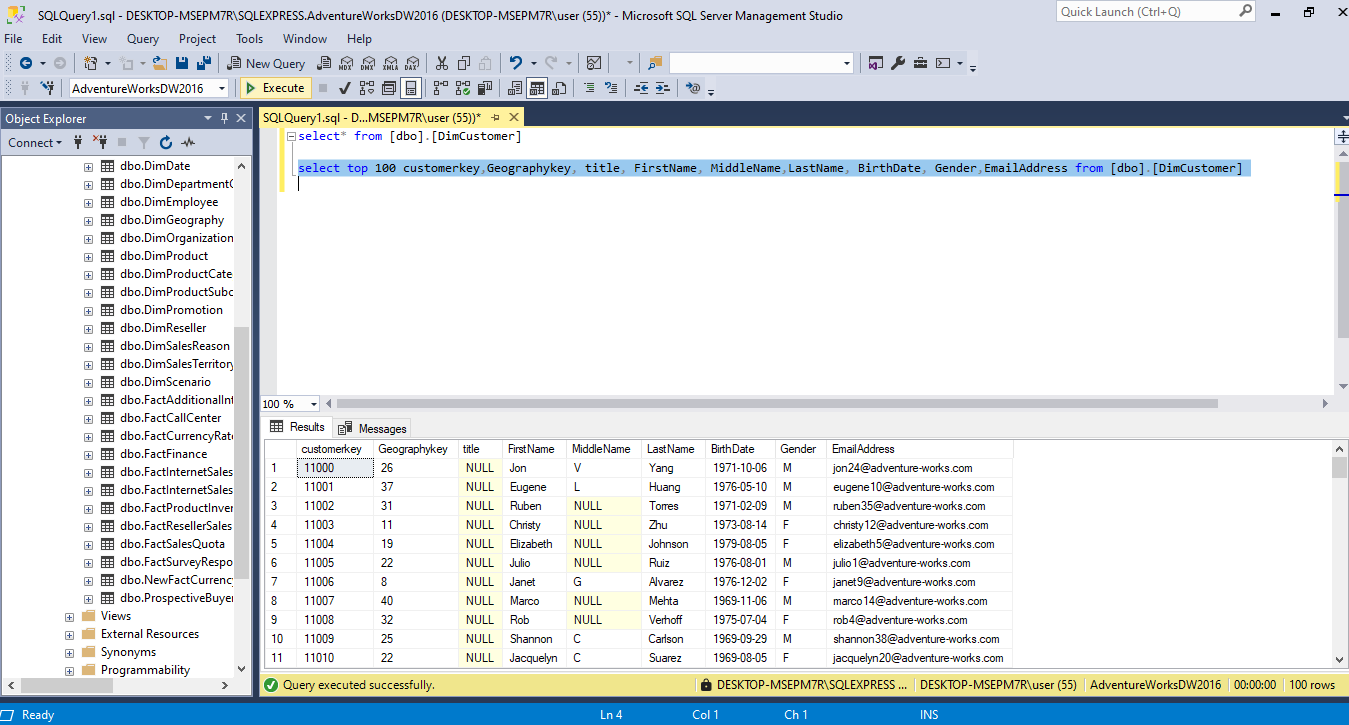 SQLQuery1.sql - DESKTOP-MSEPM7R\SQLEXPRESS.AdventureWorksDW2016 (DESKTOP-MSEPM7R\user (55))* - Microsoft SQL Server Management Studio
Quick Launch (Ctrl+Q)
File Edit View Query Project Tools Window Help
New Query MDX DMX XMLA DAX
AdventureWorksDW2016 Execute
Object Explorer
SQLQuery1.sql - D...MSEPM7R\user (55))*
Connect
dbo.DimDate
dbo.DimDepartmentG
dbo.DimEmployee
dbo.DimGeography
dbo.DimOrganization
dbo.DimProduct
dbo.DimProductCate
dbo.DimProductSubc
dbo.DimPromotion
dbo.DimReseller
dbo.DimSalesReason
dbo.DimSalesTerritory
dbo.DimScenario
dbo.FactAdditionalInt
dbo.FactCallCenter
dbo.FactCurrencyRate
dbo.FactFinance
dbo.FactInternetSales
dbo.FactInternetSales
dbo.FactProductInver
dbo.FactResellerSales
dbo.FactSalesQuota
dbo.FactSurveyRespo
dbo.NewFactCurrency
dbo.ProspectiveBuyer
Views
External Resources
Synonyms
Programmability
select* from [dbo].[DimCustomer]
select top 100 customerkey,Geographykey, title, FirstName, MiddleName,LastName, BirthDate, Gender,EmailAddress from [dbo].[DimCustomer]
100 %
Results Messages
customerkey Geographykey title FirstName MiddleName LastName BirthDate Gender EmailAddress
1 11000 26 NULL Jon V Yang 1971-10-06 M jon24@adventure-works.com
2 11001 37 NULL Eugene L Huang 1976-05-10 M eugene10@adventure-works.com
3 11002 31 NULL Ruben NULL Torres 1971-02-09 M ruben35@adventure-works.com
4 11003 11 NULL Christy NULL Zhu 1973-08-14 F christy12@adventure-works.com
5 11004 19 NULL Elizabeth NULL Johnson 1979-08-05 F elizabeth5@adventure-works.com
6 11005 22 NULL Julio NULL Ruiz 1976-08-01 M julio1@adventure-works.com
7 11006 8 NULL Janet G Alvarez 1976-12-02 F janet9@adventure-works.com
8 11007 40 NULL Marco NULL Mehta 1969-11-06 M marco14@adventure-works.com
9 11008 32 NULL Rob NULL Verhoff 1975-07-04 F rob4@adventure-works.com
10 11009 25 NULL Shannon C Carlson 1969-09-29 M shannon38@adventure-works.com
11 11010 22 NULL Jacquelyn C Suarez 1969-08-05 F jacquelyn20@adventure-works.com
Query executed successfully. DESKTOP-MSEPM7R\SQLEXPRESS ... DESKTOP-MSEPM7R\user (55) AdventureWorksDW2016 00:00:00 100 rows
Ready Ln 4 Col 1 Ch 1 INS